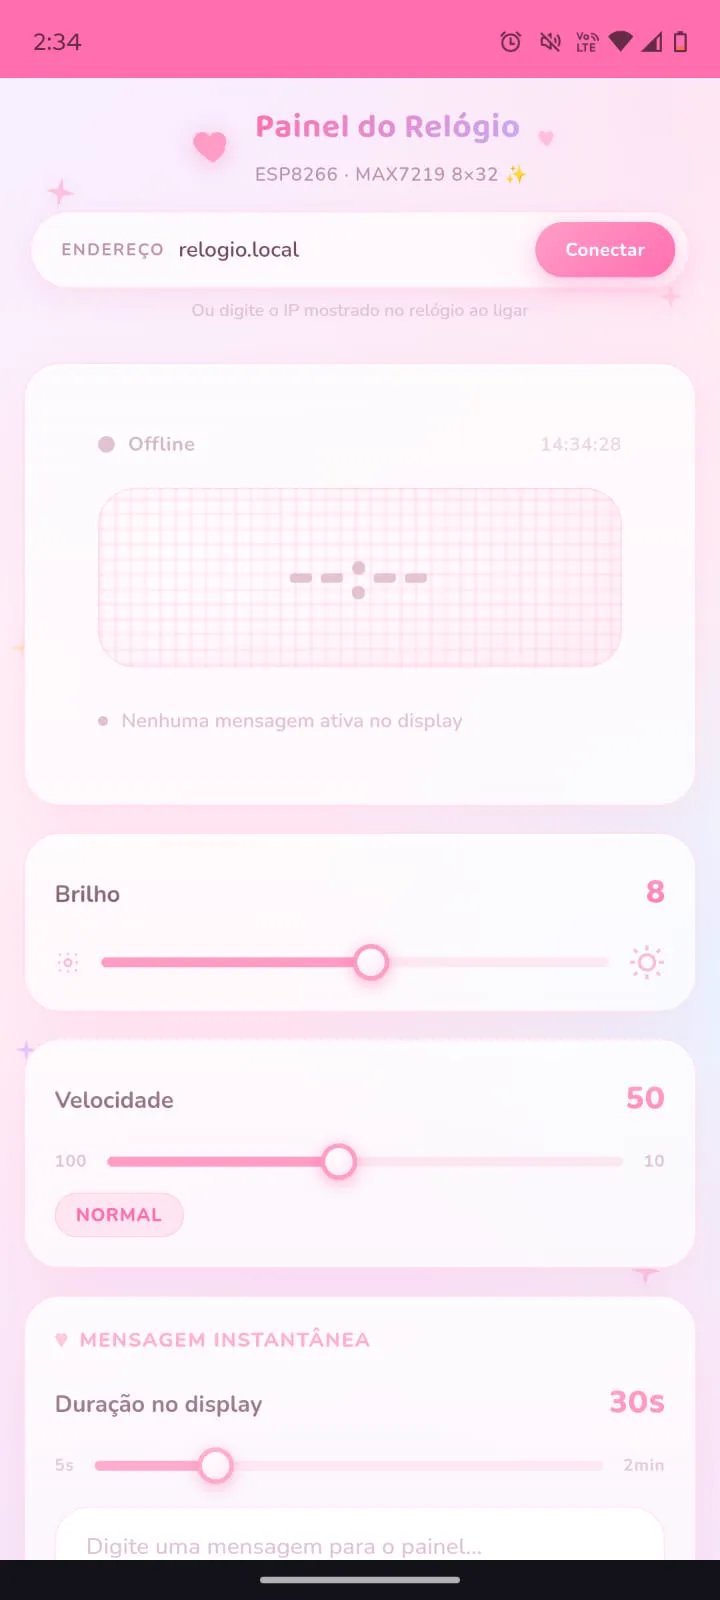 2:34
Vo LTE
Painel do Relógio
ESP8266 · MAX7219 8×32 ✨
ENDEREÇO relogio.local Conectar
Ou digite o IP mostrado no relógio ao ligar
Offline 14:34:28
--:--
Nenhuma mensagem ativa no display
Brilho 8
Velocidade 50
100 10
NORMAL
♥ MENSAGEM INSTANTÂNEA
Duração no display 30s
5s 2min
Digite uma mensagem para o painel...